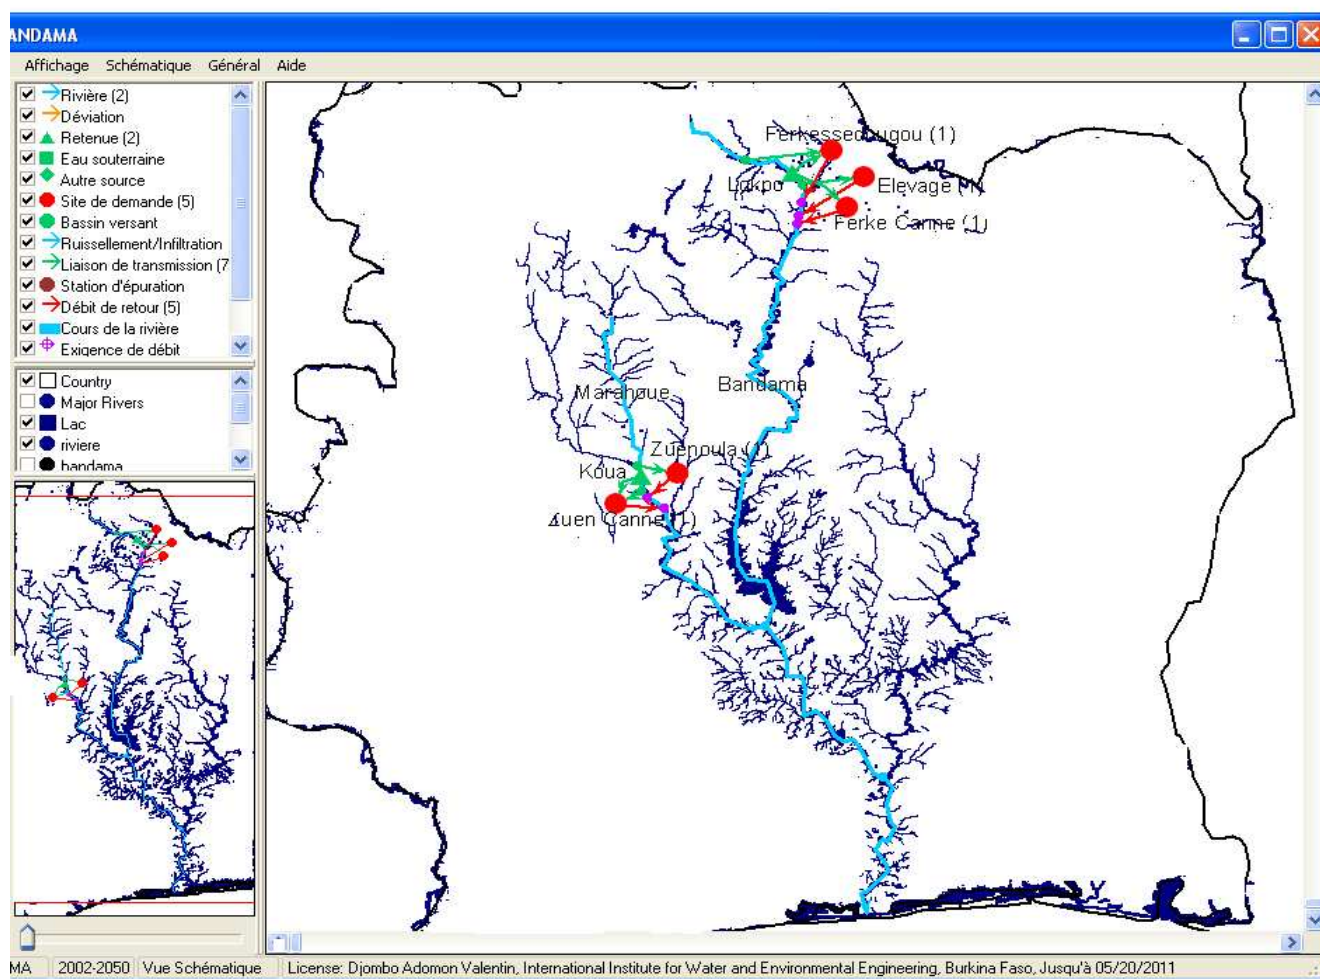 ANDAMA
Affichage Schématique Général Aide
Rivière (2)
Déviation
Retenue (2)
Eau souterraine
Autre source
Site de demande (5)
Bassin versant
Ruissellement/Infiltration
Liaison de transmission (7
Station d'épuration
Débit de retour (5)
Cours de la rivière
Exigence de débit
Country
Major Rivers
Lac
riviere
bandama
Ferkessedougou (1)
Lokpo
Elevage (1)
Ferke Canne (1)
Marahoue
Bandama
Zuenoula (1)
Koua
Zuen Canne (1)
MA 2002-2050 Vue Schématique License: Djombo Adomon Valentin, International Institute for Water and Environmental Engineering, Burkina Faso, Jusqu'à 05/20/2011